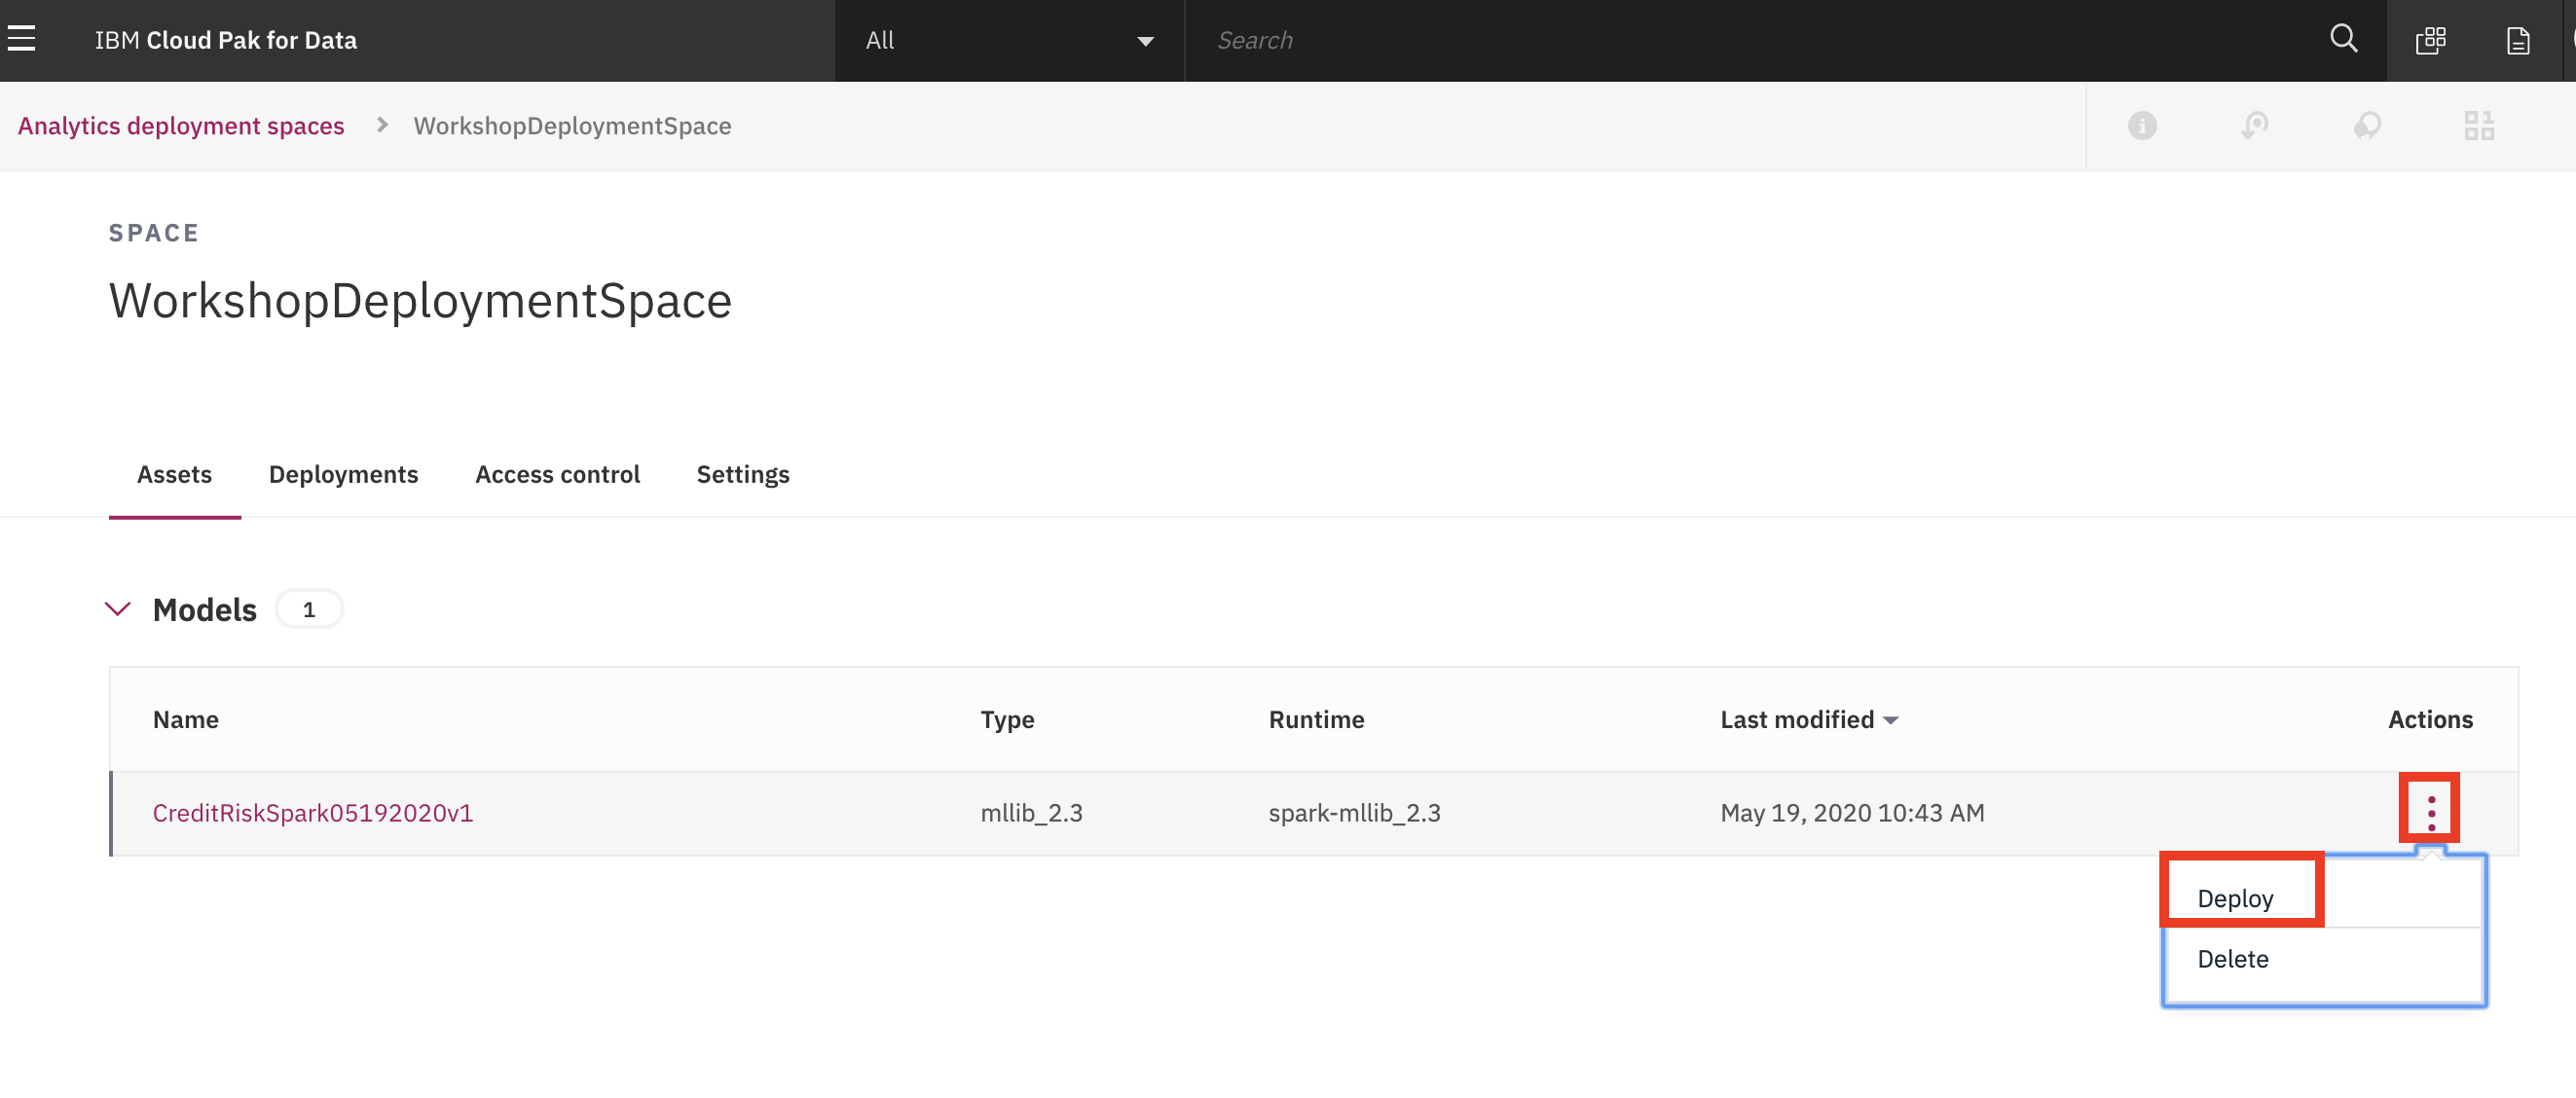 IBM Cloud Pak for Data
All
Search
Analytics deployment spaces > WorkshopDeploymentSpace
SPACE
WorkshopDeploymentSpace
Assets Deployments Access control Settings
Models 1
Name Type Runtime Last modified Actions
CreditRiskSpark05192020v1 mllib_2.3 spark-mllib_2.3 May 19, 2020 10:43 AM
Deploy
Delete